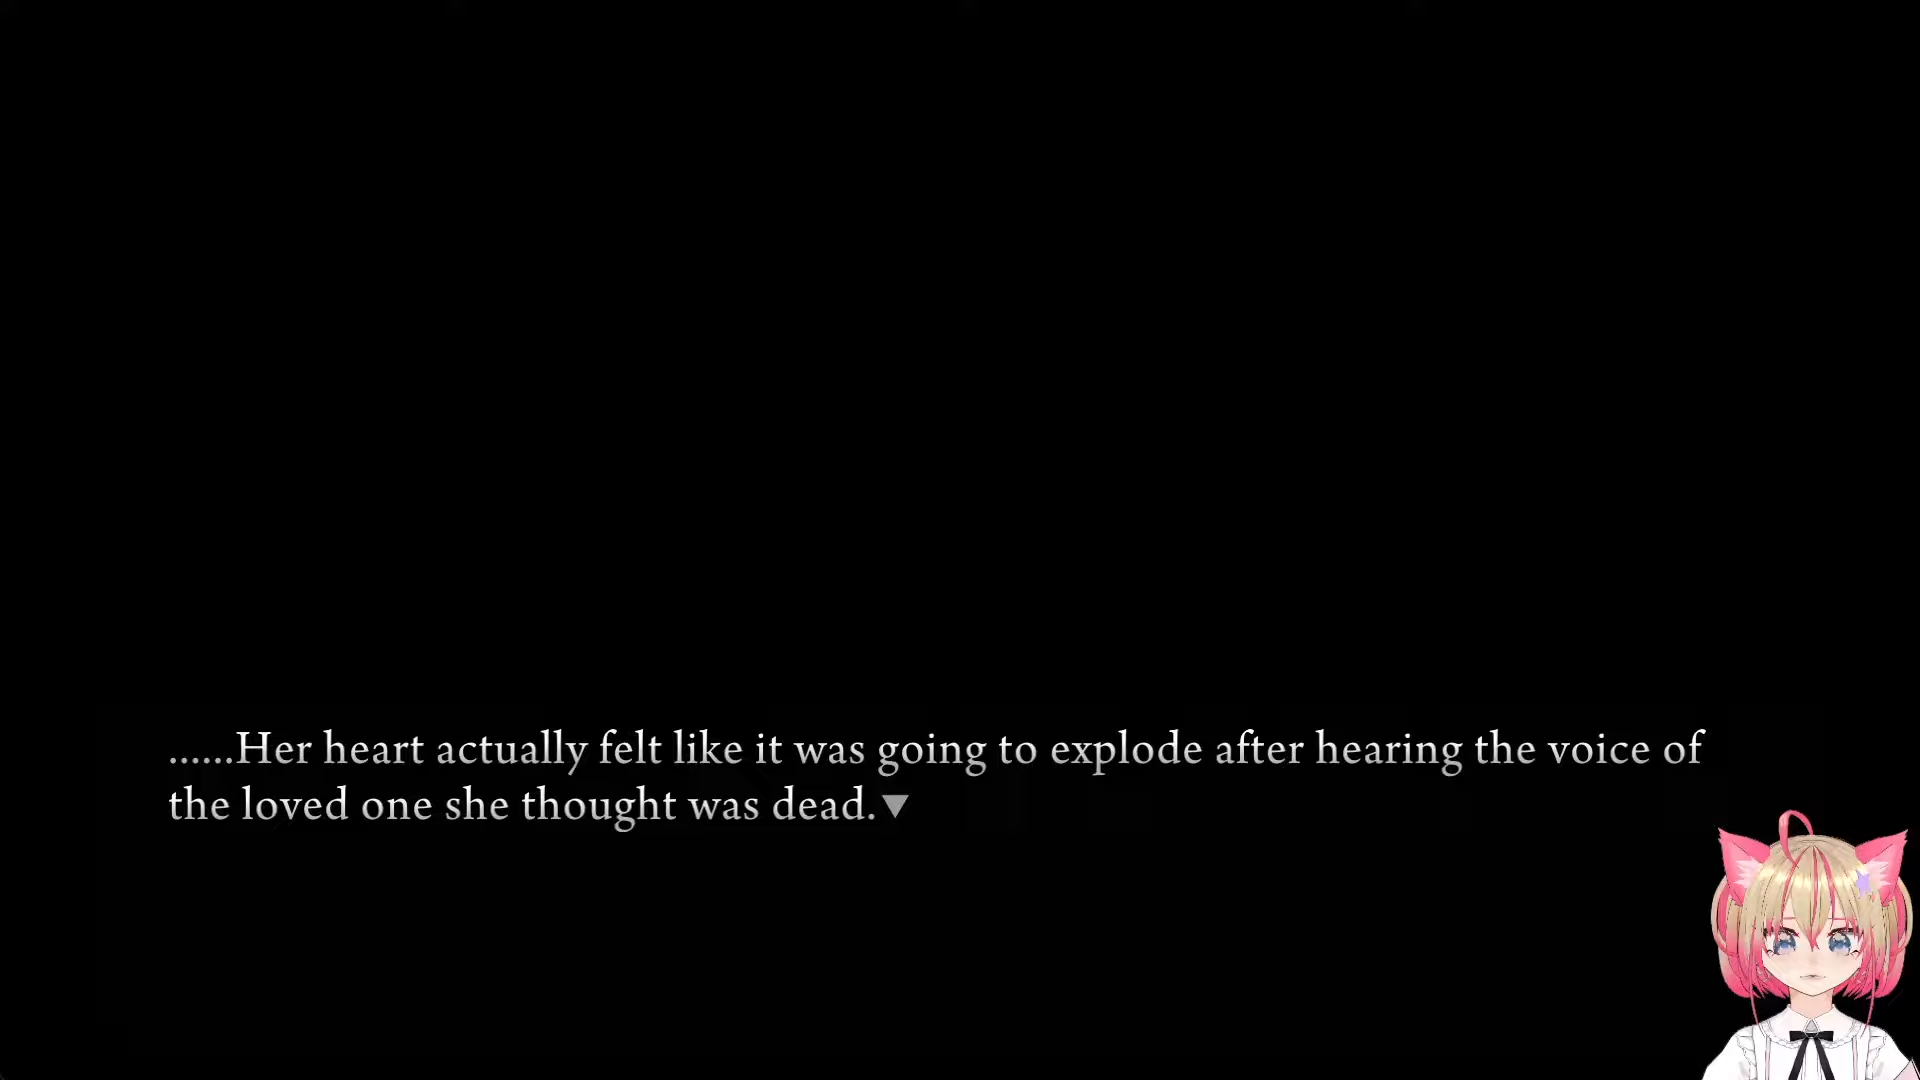 ......Her heart actually felt like it was going to explode after hearing the voice of
the loved one she thought was dead.▼